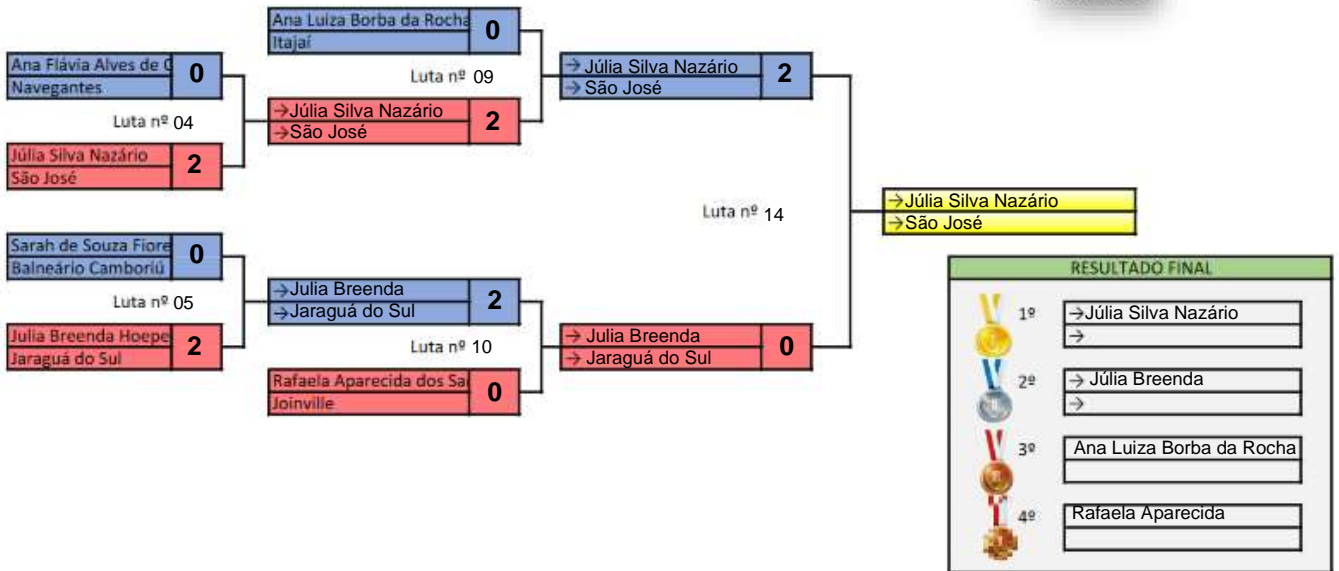 Ana Luiza Borba da Rocha 0
Itajaí
Ana Flávia Alves de 0
Navegantes
Luta nº 09
→ Júlia Silva Nazário 2
→ São José
Luta nº 04
→Júlia Silva Nazário 2
→São José
Júlia Silva Nazário 2
São José
Luta nº 14
→Júlia Silva Nazário
→São José
Sarah de Souza Fiore 0
Balneário Camboriú
Luta nº 05
→Julia Breenda 2
→Jaraguá do Sul
Julia Breenda Hoepe 2
Jaraguá do Sul
Luta nº 10
→ Julia Breenda 0
→ Jaraguá do Sul
Rafaela Aparecida dos Sa 0
Joinville
RESULTADO FINAL
1º →Júlia Silva Nazário
→
2º → Júlia Breenda
→
3º Ana Luiza Borba da Rocha
4º Rafaela Aparecida